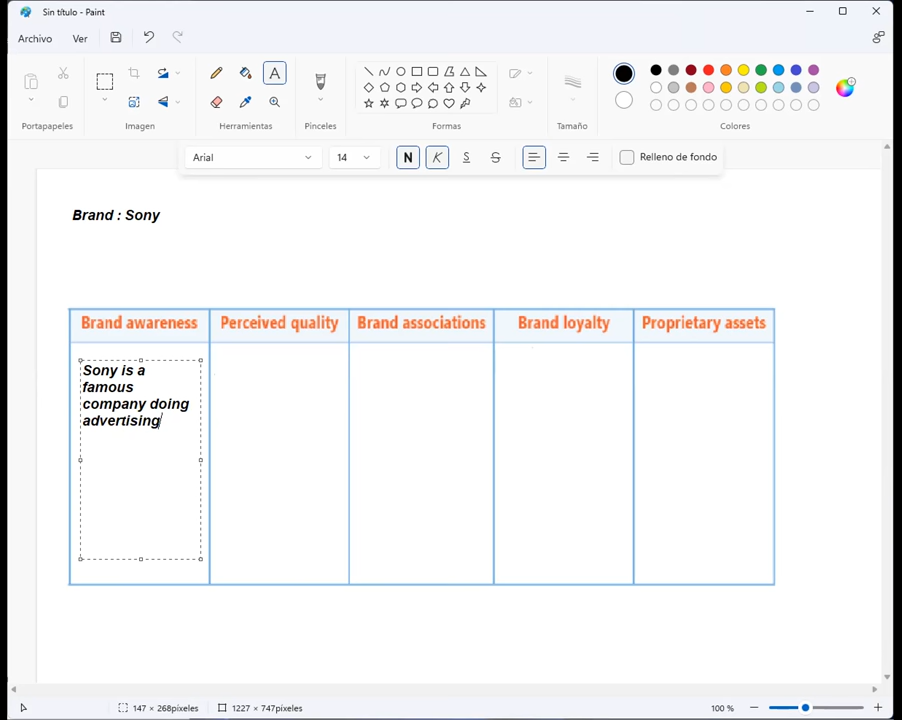 Sin título - Paint
Archivo Ver
Portapapeles Imagen Herramientas Pinceles Formas Tamaño Colores
Arial 14 N K S S Relleno de fondo
Brand : Sony
Brand awareness Perceived quality Brand associations Brand loyalty Proprietary assets
Sony is a
famous
company doing
advertising
147 × 268píxeles 1227 × 747píxeles 100 %